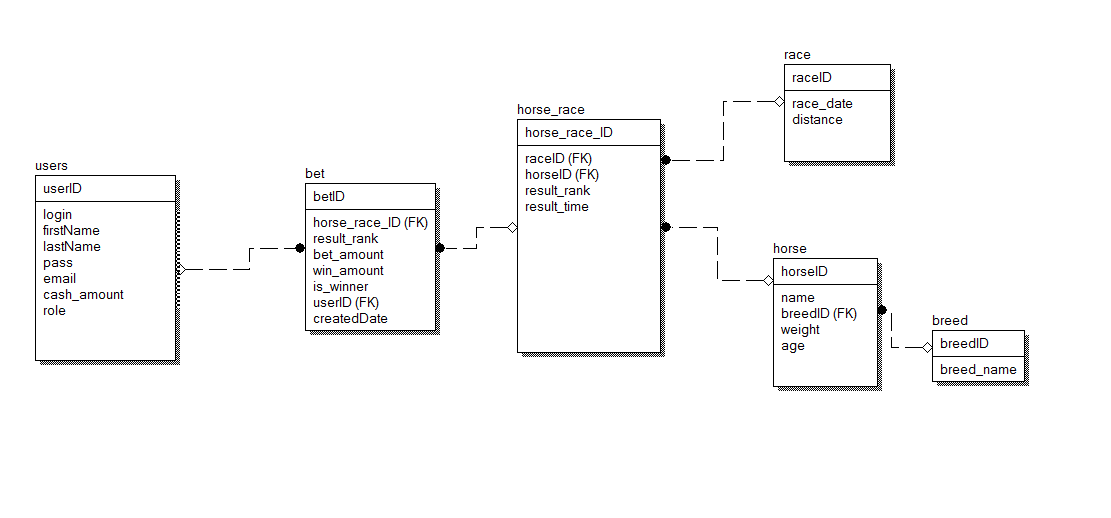 users
userID
login
firstName
lastName
pass
email
cash_amount
role
bet
betID
horse_race_ID (FK)
result_rank
bet_amount
win_amount
is_winner
userID (FK)
createdDate
horse_race
horse_race_ID
raceID (FK)
horseID (FK)
result_rank
result_time
race
raceID
race_date
distance
horse
horseID
name
breedID (FK)
weight
age
breed
breedID
breed_name